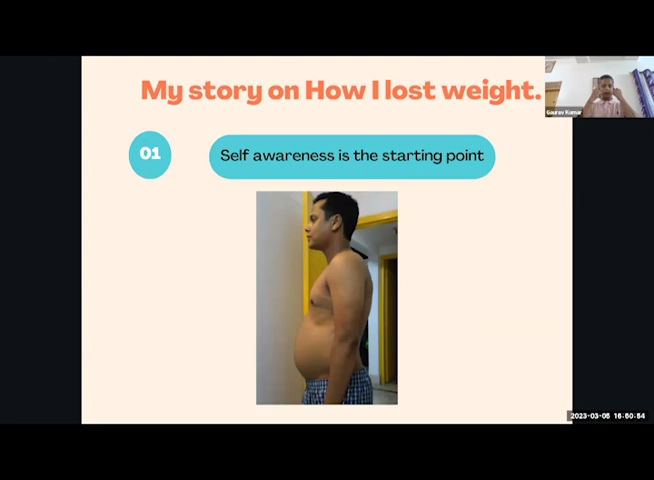 My story on How I lost weight.
Gaurav Kumar
01
Self awareness is the starting point
2023-03-05 16:50:54